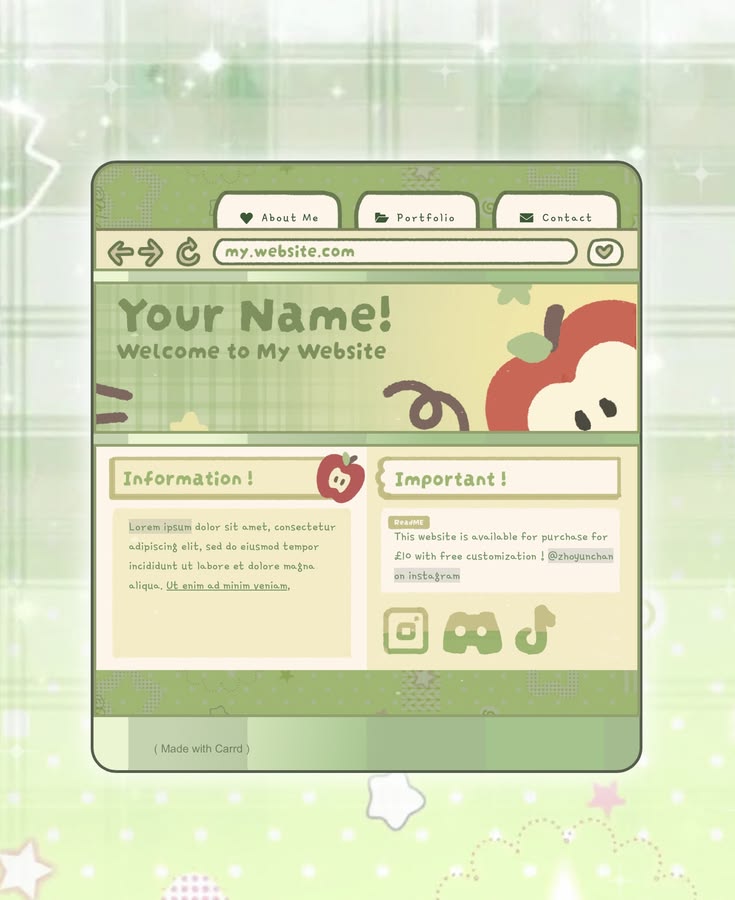 About Me
Portfolio
Contact
my.website.com
Your Name!
Welcome to My Website
Information !
Lorem ipsum dolor sit amet, consectetur
adipiscing elit, sed do eiusmod tempor
incididunt ut labore et dolore magna
aliqua. Ut enim ad minim veniam,
Important !
ReadME
This website is available for purchase for
£10 with free customization ! @zhoyunchan
on instagram
( Made with Carrd )